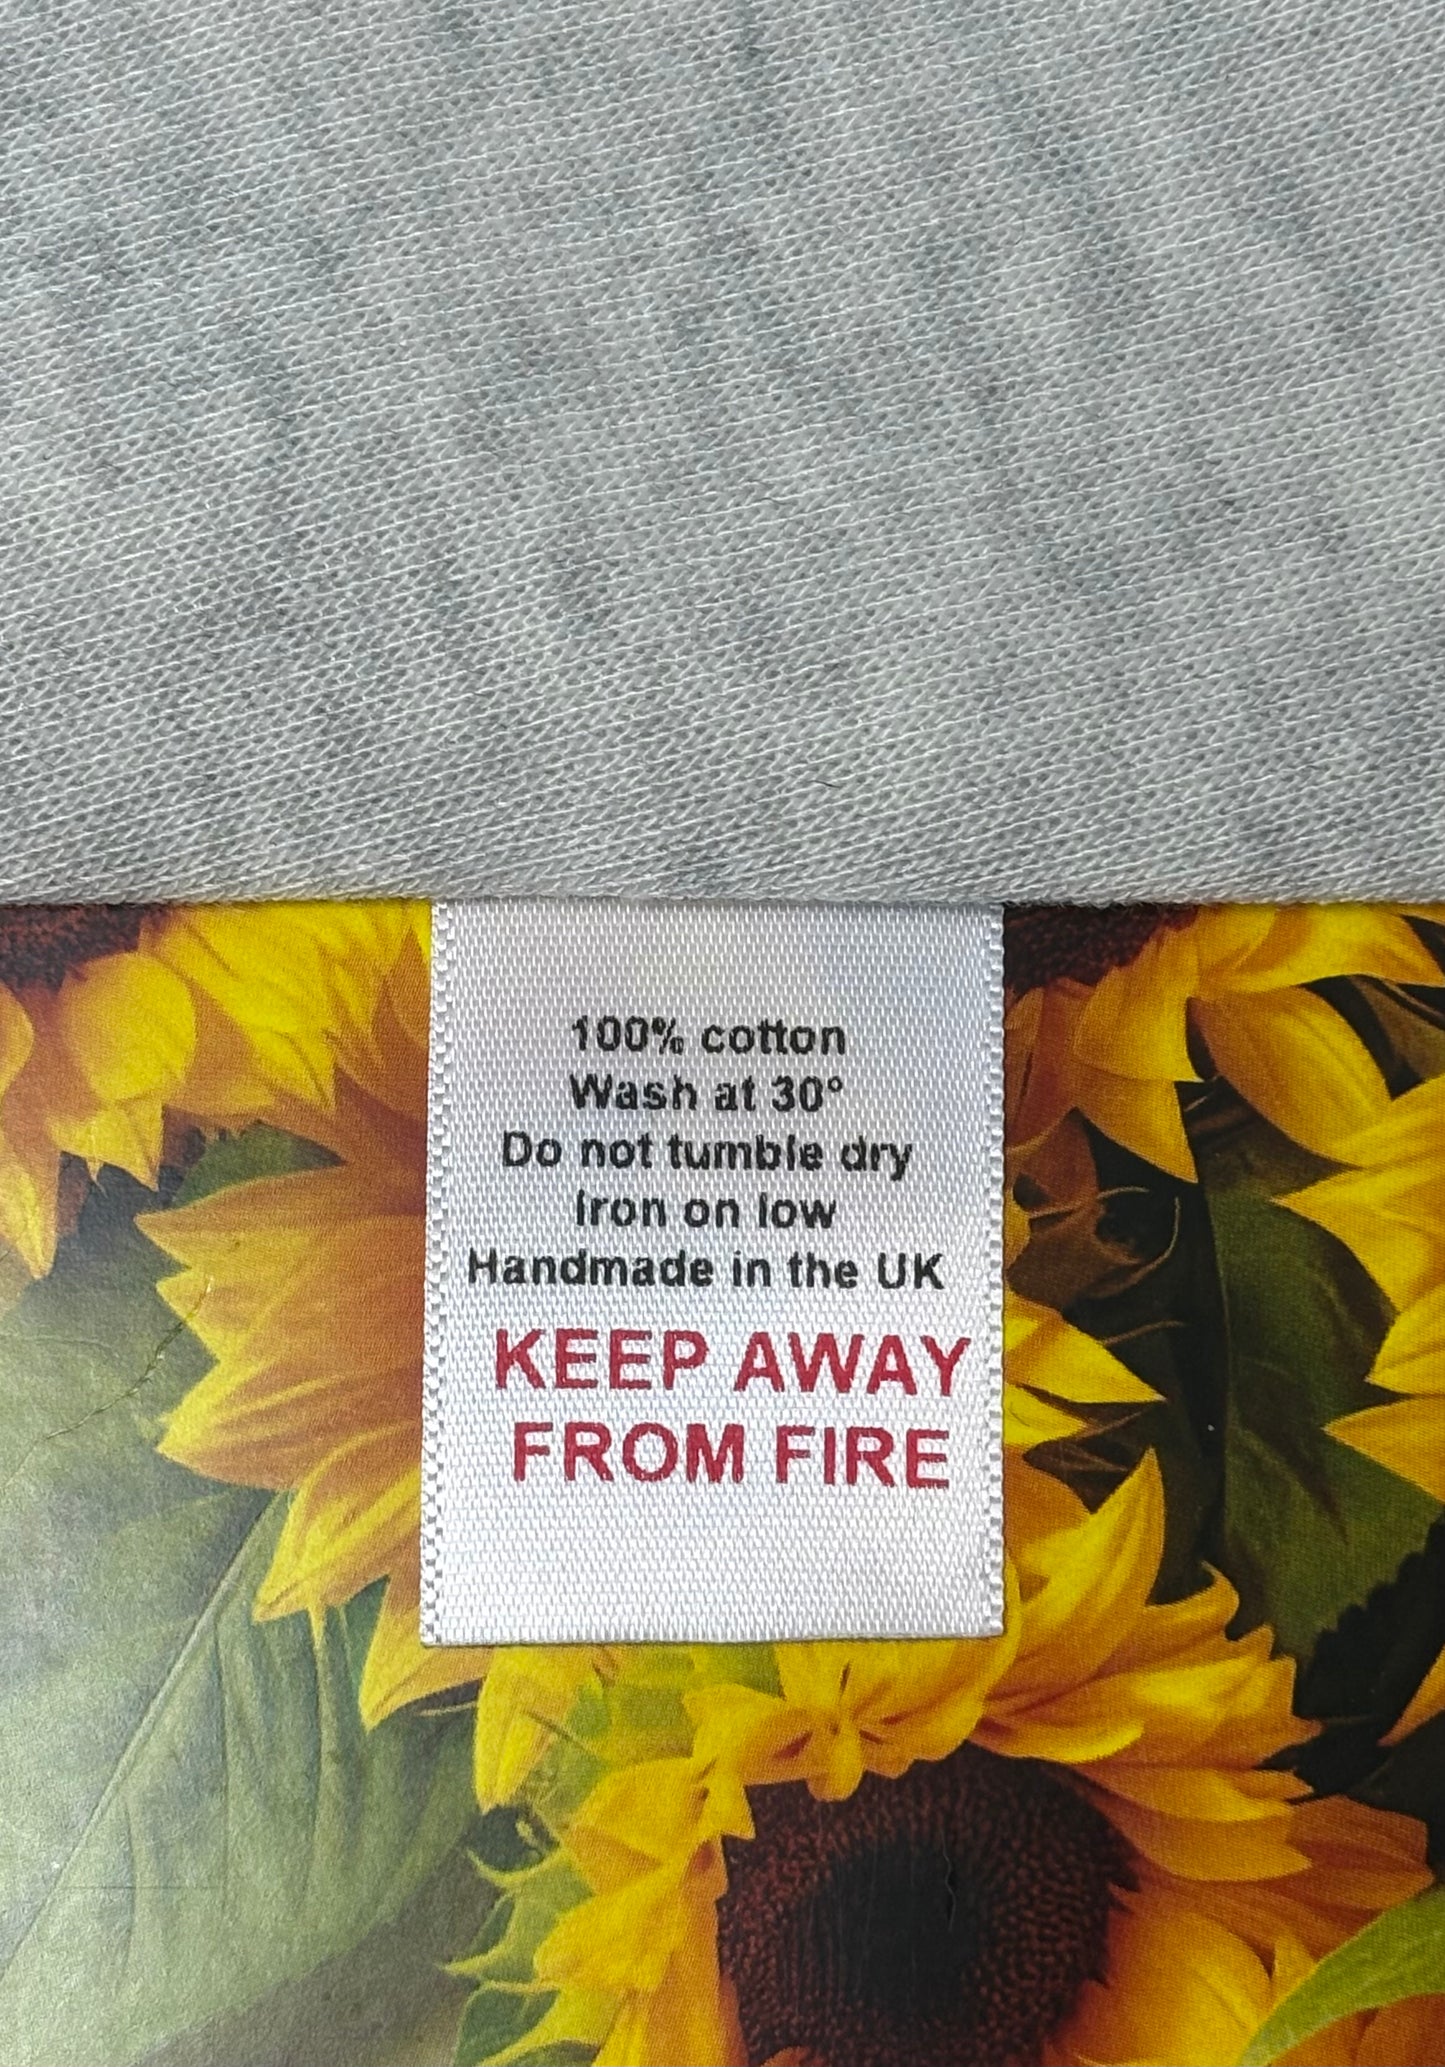 100% cotton
Wash at 30°
Do not tumble dry
Iron on low
Handmade in the UK
KEEP AWAY
FROM FIRE